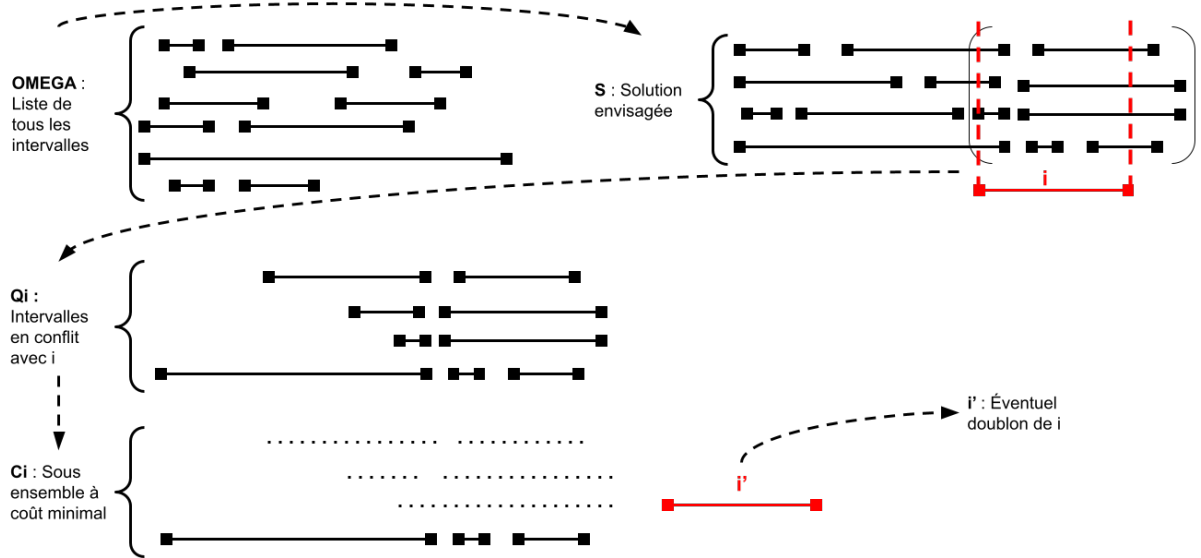 OMEGA :
Liste de
tous les
intervalles
S : Solution
envisagée
i
Qi :
Intervalles
en conflit
avec i
i' : Éventuel
doublon de i
Ci : Sous
ensemble à
coût minimal
i'